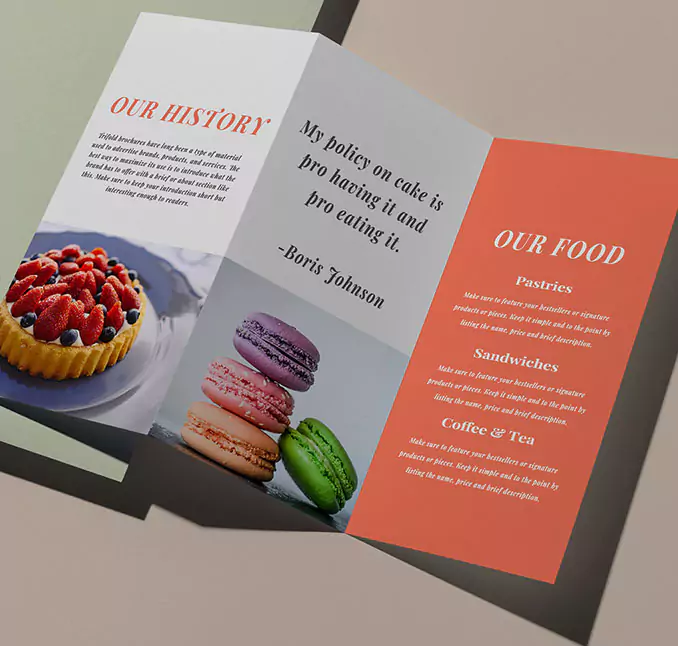 OUR HISTORY
Trifold brochures have long been a type of material
used to advertise brands, products, and services. The
best way to maximize its use is to introduce what the
brand has to offer with a brief or about section like
this. Make sure to keep your introduction short but
interesting enough to readers.
My policy on cake is
pro having it and
pro eating it.
-Boris Johnson
OUR FOOD
Pastries
Make sure to feature your bestsellers or signature
products or pieces. Keep it simple and to the point by
listing the name, price and brief description.
Sandwiches
Make sure to feature your bestsellers or signature
products or pieces. Keep it simple and to the point by
listing the name, price and brief description.
Coffee & Tea
Make sure to feature your bestsellers or signature
products or pieces. Keep it simple and to the point by
listing the name, price and brief description.